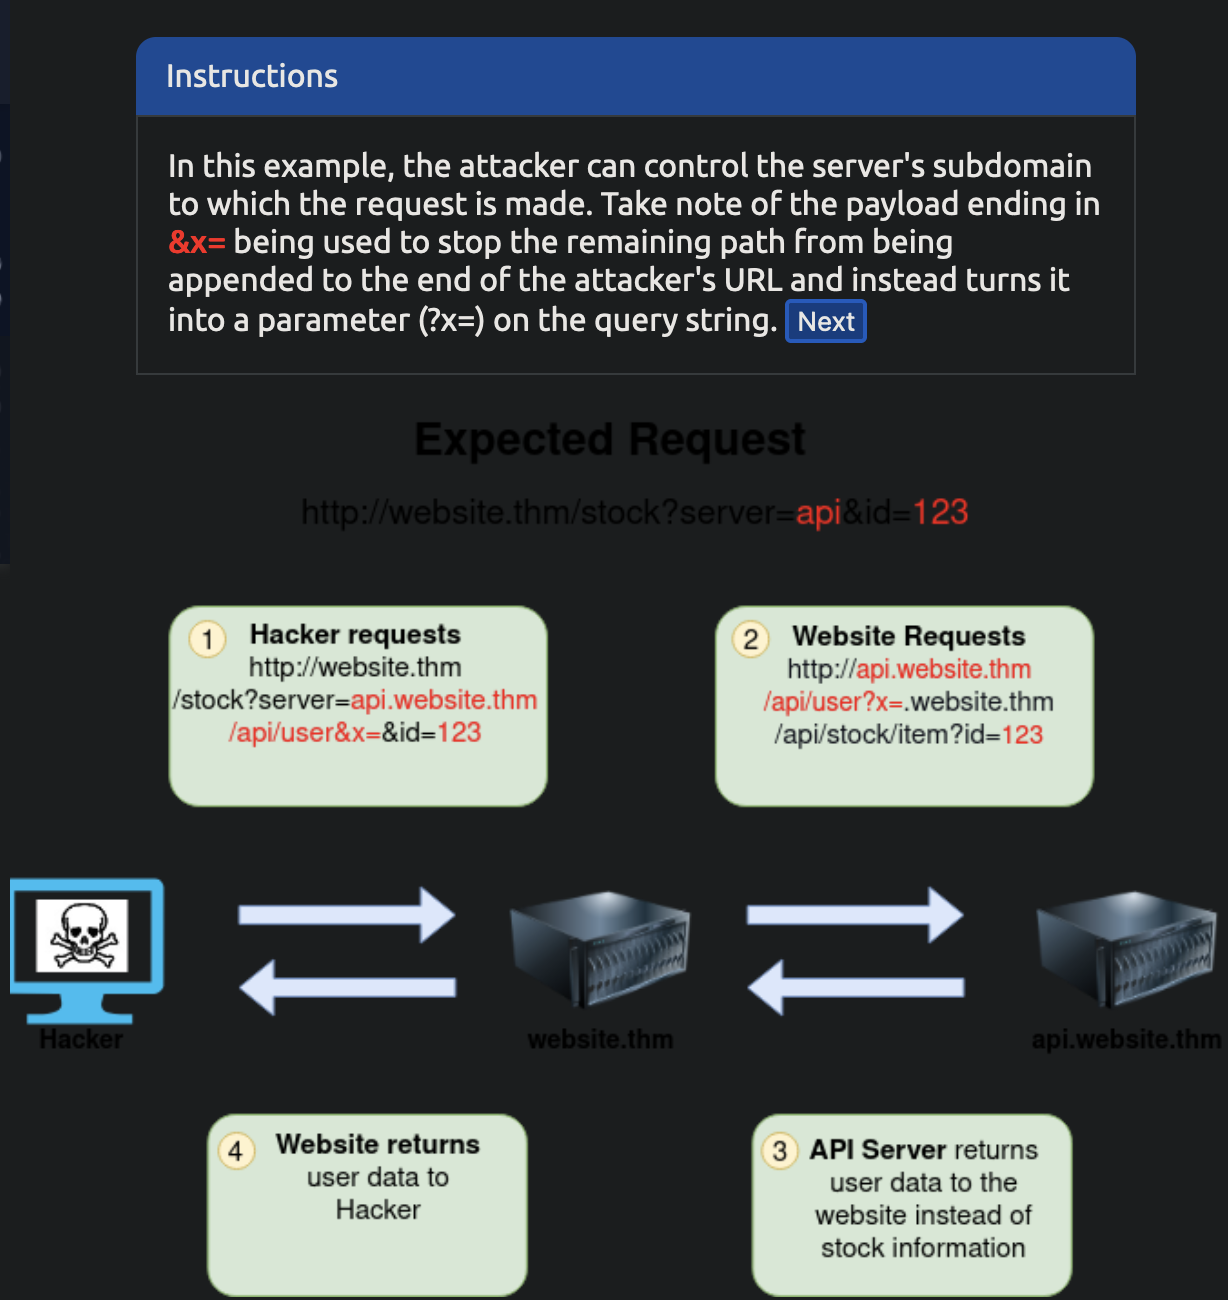 Instructions
In this example, the attacker can control the server's subdomain
to which the request is made. Take note of the payload ending in
&x= being used to stop the remaining path from being
appended to the end of the attacker's URL and instead turns it
into a parameter (?x=) on the query string. Next
Expected Request
http://website.thm/stock?server=api&id=123
1 Hacker requests
http://website.thm
/stock?server=api.website.thm
/api/user&x=&id=123
2 Website Requests
http://api.website.thm
/api/user?x=.website.thm
/api/stock/item?id=123
Hacker
website.thm
api.website.thm
4 Website returns
user data to
Hacker
3 API Server returns
user data to the
website instead of
stock information